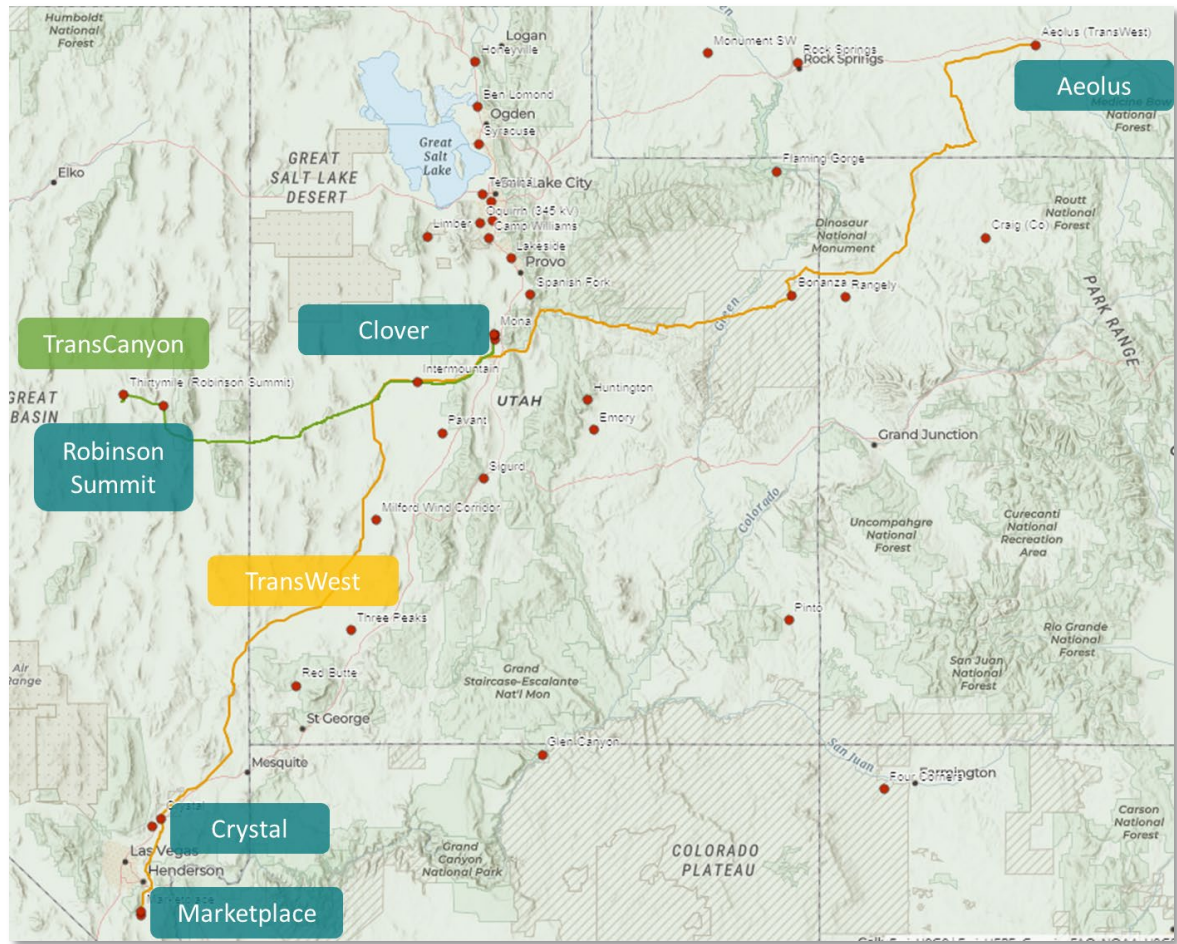 Humboldt
National
Forest
Logan
Honeyville
Green
Monument SW
Rock Springs
Rock Springs
Aeolus (TransWest)
Aeolus
Medicine Bow
National
Forest
Ben Lomond
Ogden
Syracuse
Great
Salt
Lake
GREAT
SALT LAKE
DESERT
Elko
Lake City
Flaming Gorge
Routt
National
Forest
Craig (Co)
Dinosaur
National
Monument
(345 kV)
Limber
Camp Williams
Lakeside
Provo
Spanish Fork
Bonanza
Rangely
Green
PARK RANGE
Clover
Mona
TransCanyon
Thirtymile (Robinson Summit)
Intermountain
GREAT
BASIN
Robinson
Summit
Huntington
UTAH
Emory
Pavant
Grand Junction
Sigurd
Colorado
Milford Wind Corridor
Uncompahgre
National
Forest
Curecanti
National
Recreation
Area
TransWest
Three Peaks
Pinto
Rio Grande
National
Forest
San Juan
National
Forest
Air
Range
Red Butte
Grand
Staircase-Escalante
Nat'l Mon
St George
Glen Canyon
San Juan
Mesquite
Four Corners
Farmington
Crystal
Carson
National
Forest
Las Vegas
Henderson
Grand
Canyon
National Park
COLORADO
PLATEAU
Marketplace